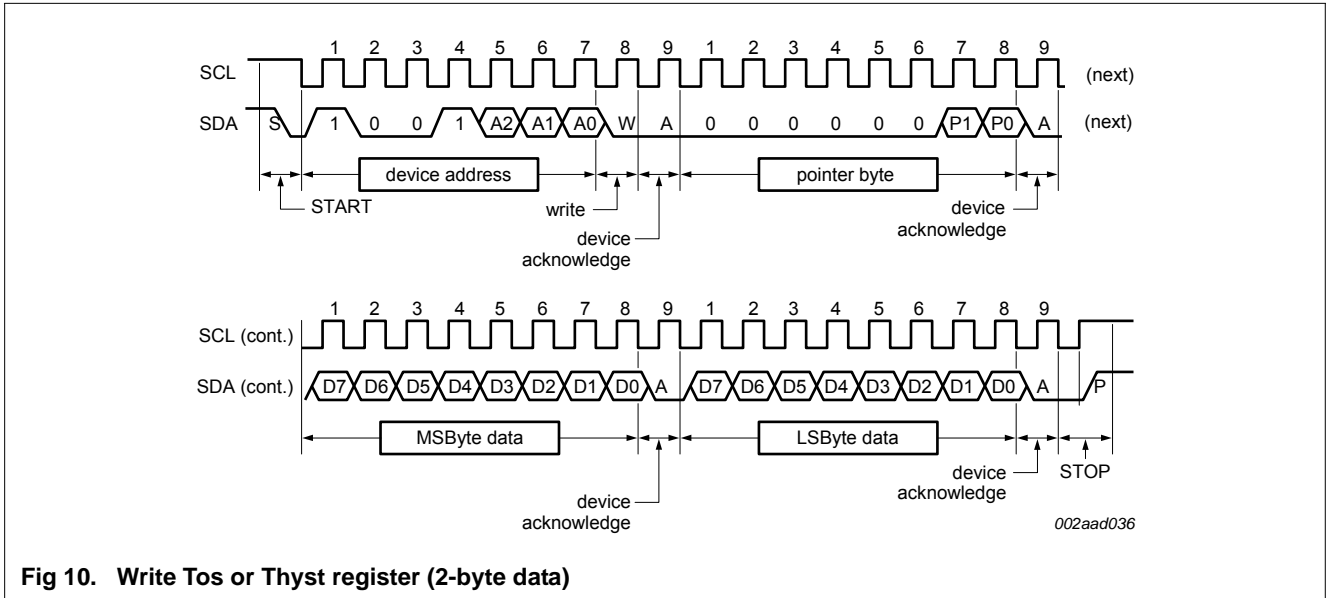 1 2 3 4 5 6 7 8 9 1 2 3 4 5 6 7 8 9
SCL (next)
SDA S 1 0 0 1 A2 A1 A0 W A 0 0 0 0 0 0 P1 P0 A (next)
device address pointer byte
START write device
device acknowledge
acknowledge
1 2 3 4 5 6 7 8 9 1 2 3 4 5 6 7 8 9
SCL (cont.)
SDA (cont.) D7 D6 D5 D4 D3 D2 D1 D0 A D7 D6 D5 D4 D3 D2 D1 D0 A P
MSByte data LSByte data
device STOP
device acknowledge
acknowledge
002aad036
Fig 10. Write Tos or Thyst register (2-byte data)